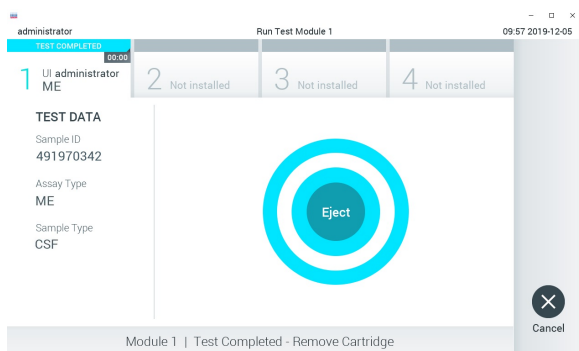 administrator
Run Test Module 1
09:57 2019-12-05
TEST COMPLETED
00:00
1 UI administrator
ME
2 Not installed
3 Not installed
4 Not installed
TEST DATA
Sample ID
491970342
Assay Type
ME
Sample Type
CSF
Eject
Cancel
Module 1 | Test Completed - Remove Cartridge